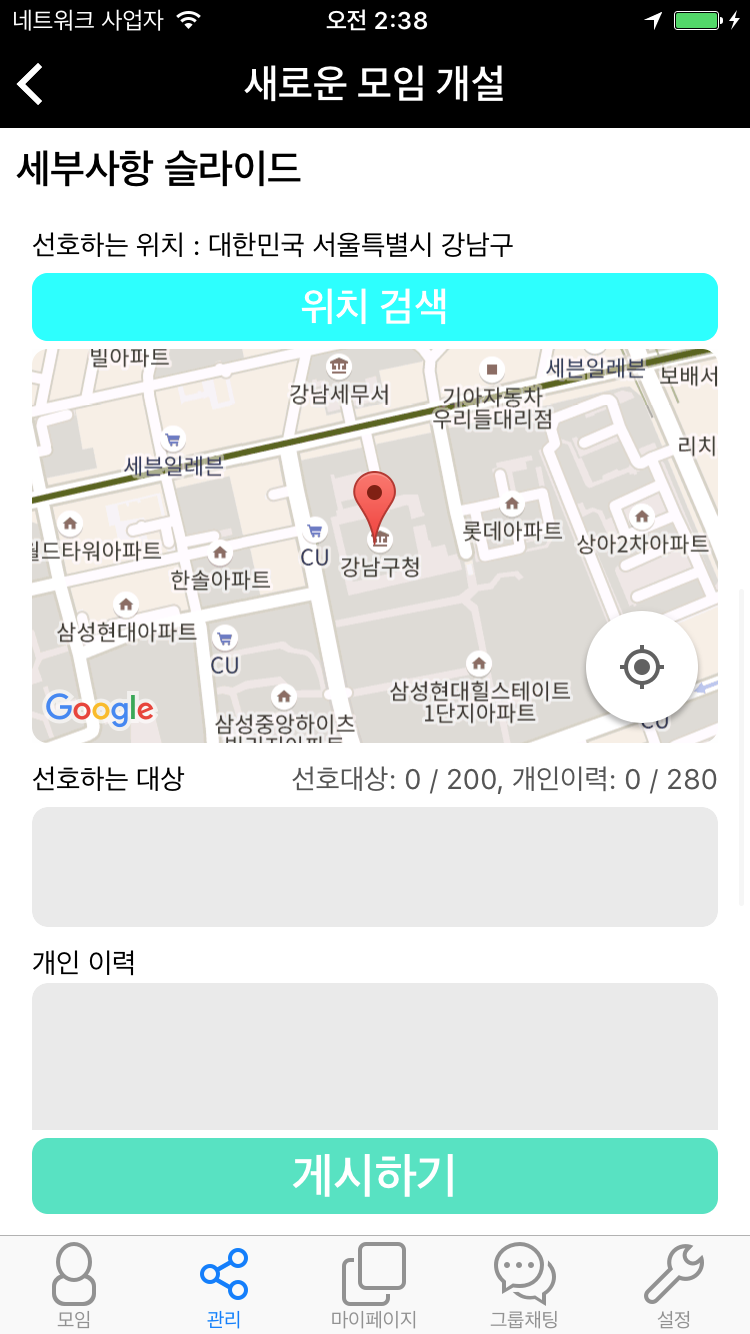 네트워크 사업자 오전 2:38
새로운 모임 개설
세부사항 슬라이드
선호하는 위치 : 대한민국 서울특별시 강남구
위치 검색
빌아파트
강남세무서
세븐일레븐
보배서
기아자동차
우리들대리점
리치
세븐일레븐
CU
강남구청
롯데아파트
상아2차아파트
월드타워아파트
한솔아파트
삼성현대아파트
CU
삼성현대힐스테이트
1단지아파트
Google
삼성중앙하이츠
빌리지아파트
CU
선호하는 대상 선호대상: 0 / 200, 개인이력: 0 / 280
개인 이력
게시하기
모임 관리 마이페이지 그룹채팅 설정